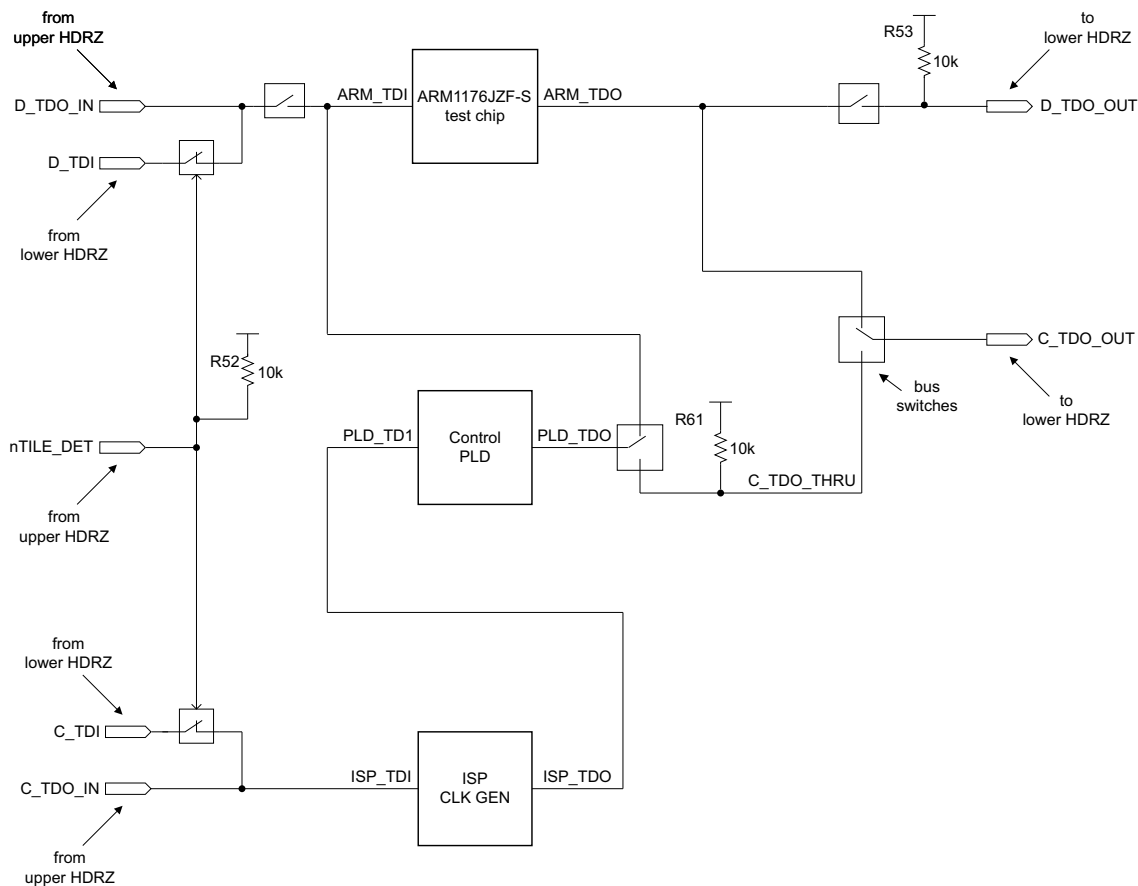 from
upper HDRZ
D_TDO_IN
D_TDI
from
lower HDRZ
ARM_TDI
ARM1176JZF-S
test chip
ARM_TDO
R53
10k
to
lower HDRZ
D_TDO_OUT
R52
10k
nTILE_DET
from
upper HDRZ
PLD_TD1
Control
PLD
PLD_TDO
R61
10k
C_TDO_THRU
bus
switches
C_TDO_OUT
to
lower HDRZ
from
lower HDRZ
C_TDI
C_TDO_IN
from
upper HDRZ
ISP_TDI
ISP
CLK GEN
ISP_TDO